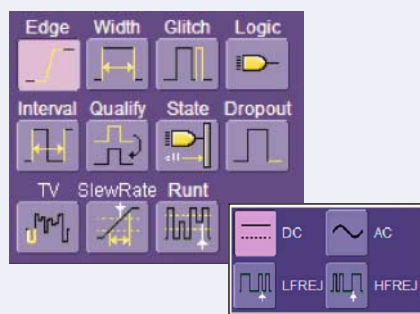 Edge Width Glitch Logic
Interval Qualify State Dropout
TV SlewRate Runt
DC AC
LFREJ HFREJ